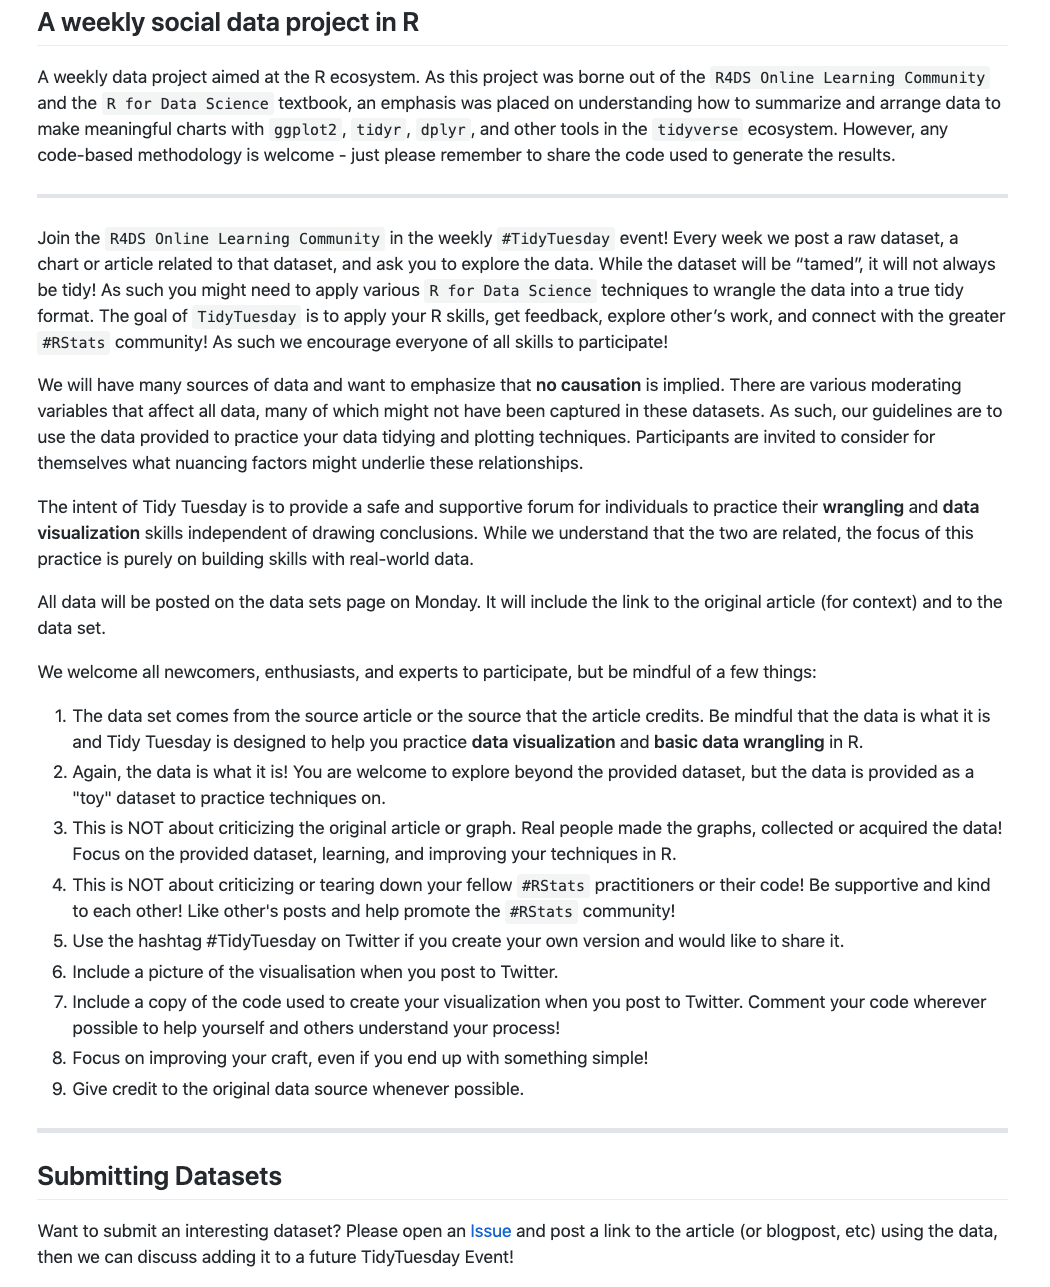 A weekly social data project in R
A weekly data project aimed at the R ecosystem. As this project was borne out of the R4DS Online Learning Community
and the R for Data Science textbook, an emphasis was placed on understanding how to summarize and arrange data to
make meaningful charts with ggplot2, tidyr, dplyr, and other tools in the tidyverse ecosystem. However, any
code-based methodology is welcome - just please remember to share the code used to generate the results.
Join the R4DS Online Learning Community in the weekly #TidyTuesday event! Every week we post a raw dataset, a
chart or article related to that dataset, and ask you to explore the data. While the dataset will be “tamed”, it will not always
be tidy! As such you might need to apply various R for Data Science techniques to wrangle the data into a true tidy
format. The goal of TidyTuesday is to apply your R skills, get feedback, explore other’s work, and connect with the greater
#RStats community! As such we encourage everyone of all skills to participate!
We will have many sources of data and want to emphasize that no causation is implied. There are various moderating
variables that affect all data, many of which might not have been captured in these datasets. As such, our guidelines are to
use the data provided to practice your data tidying and plotting techniques. Participants are invited to consider for
themselves what nuancing factors might underlie these relationships.
The intent of Tidy Tuesday is to provide a safe and supportive forum for individuals to practice their wrangling and data
visualization skills independent of drawing conclusions. While we understand that the two are related, the focus of this
practice is purely on building skills with real-world data.
All data will be posted on the data sets page on Monday. It will include the link to the original article (for context) and to the
data set.
We welcome all newcomers, enthusiasts, and experts to participate, but be mindful of a few things:
1. The data set comes from the source article or the source that the article credits. Be mindful that the data is what it is
and Tidy Tuesday is designed to help you practice data visualization and basic data wrangling in R.
2. Again, the data is what it is! You are welcome to explore beyond the provided dataset, but the data is provided as a
"toy" dataset to practice techniques on.
3. This is NOT about criticizing the original article or graph. Real people made the graphs, collected or acquired the data!
Focus on the provided dataset, learning, and improving your techniques in R.
4. This is NOT about criticizing or tearing down your fellow #RStats practitioners or their code! Be supportive and kind
to each other! Like other's posts and help promote the #RStats community!
5. Use the hashtag #TidyTuesday on Twitter if you create your own version and would like to share it.
6. Include a picture of the visualisation when you post to Twitter.
7. Include a copy of the code used to create your visualization when you post to Twitter. Comment your code wherever
possible to help yourself and others understand your process!
8. Focus on improving your craft, even if you end up with something simple!
9. Give credit to the original data source whenever possible.
Submitting Datasets
Want to submit an interesting dataset? Please open an Issue and post a link to the article (or blogpost, etc) using the data,
then we can discuss adding it to a future TidyTuesday Event!